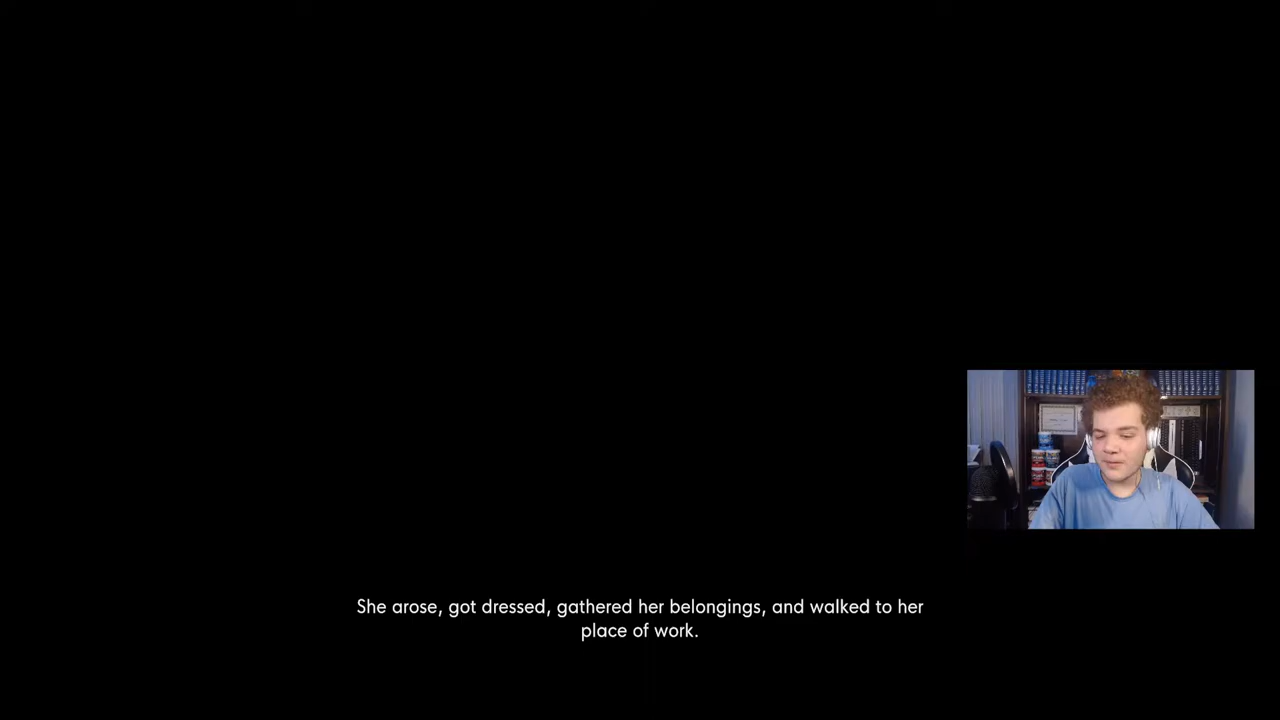 She arose, got dressed, gathered her belongings, and walked to her
place of work.